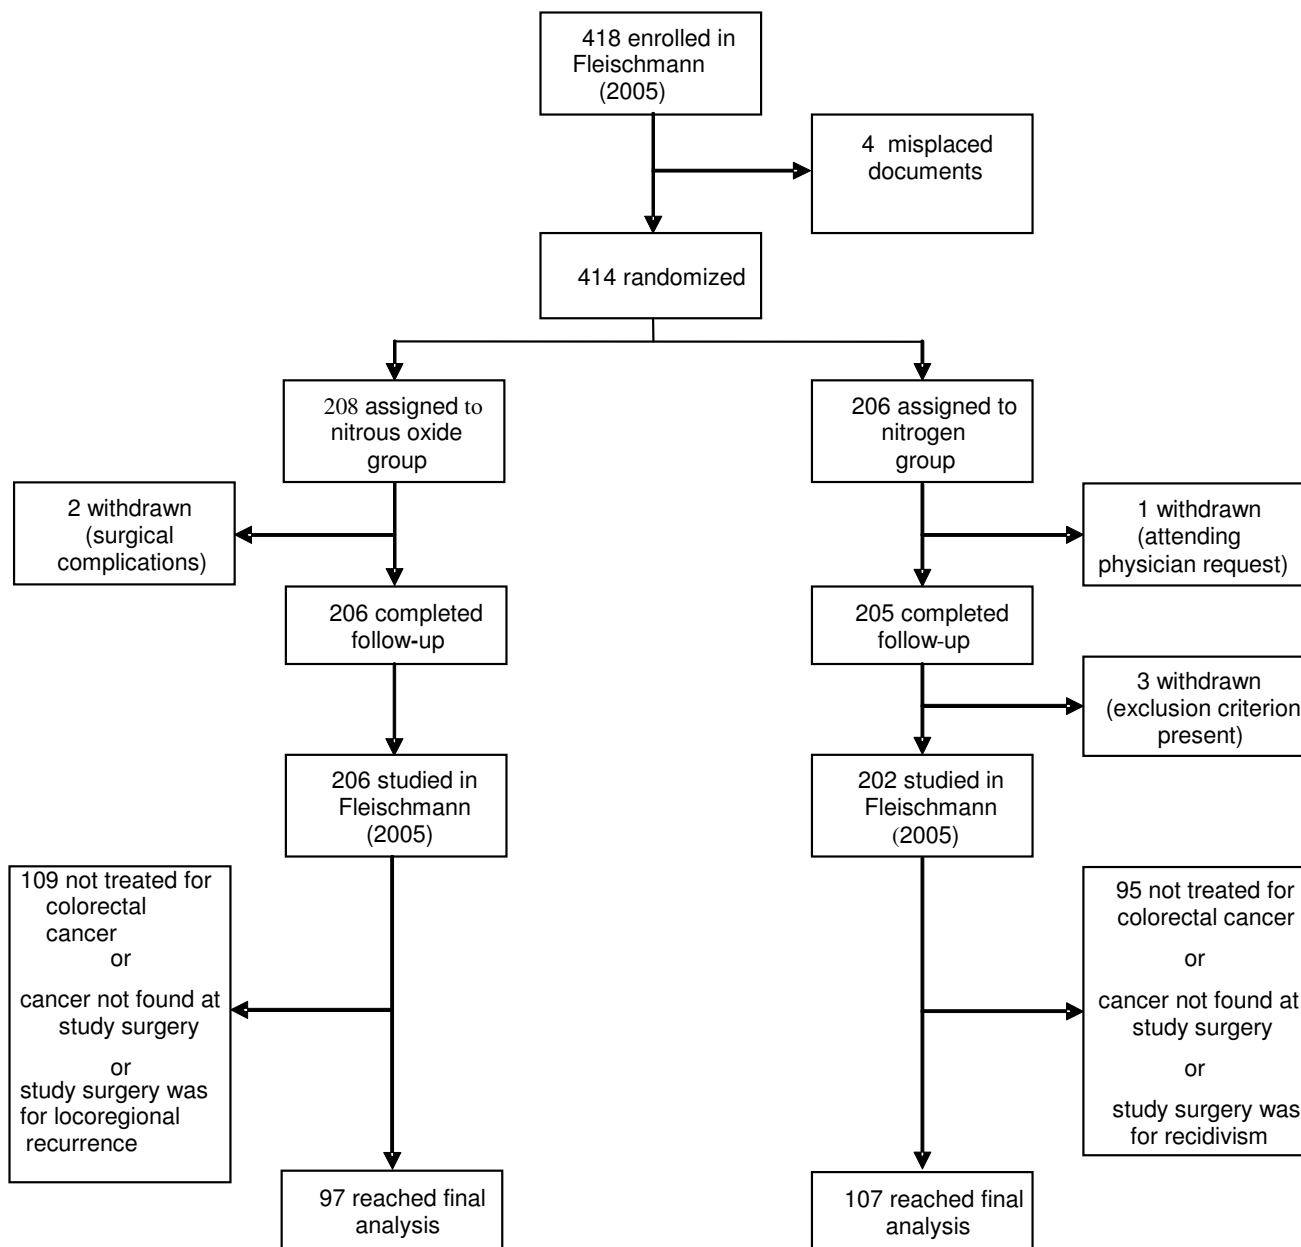 418 enrolled in
Fleischmann
(2005)
4 misplaced
documents
414 randomized
208 assigned to
nitrous oxide
group
206 assigned to
nitrogen
group
2 withdrawn
(surgical
complications)
1 withdrawn
(attending
physician request)
206 completed
follow-up
205 completed
follow-up
3 withdrawn
(exclusion criterion
present)
206 studied in
Fleischmann
(2005)
202 studied in
Fleischmann
(2005)
109 not treated for
colorectal
cancer
or
cancer not found at
study surgery
or
study surgery was
for locoregional
recurrence
95 not treated for
colorectal cancer
or
cancer not found at
study surgery
or
study surgery was
for recidivism
97 reached final
analysis
107 reached final
analysis